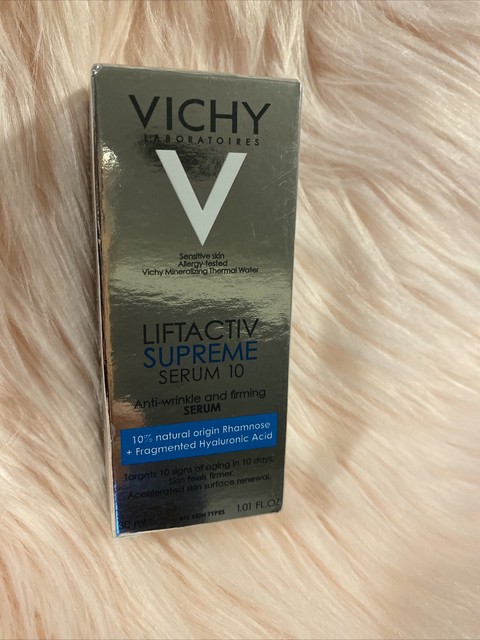 VICHY
LABORATOIRES
V
Sensitive skin
Allergy-tested
Vichy Mineralizing Thermal Water
LIFTACTIV
SUPREME
SERUM 10
Anti-wrinkle and firming
SERUM
10% natural origin Rhamnose
+ Fragmented Hyaluronic Acid
Targets 10 signs of aging in 10 days.
Skin feels firmer.
Accelerated skin surface renewal.
ALL SKIN TYPES 1.01 FL.OZ